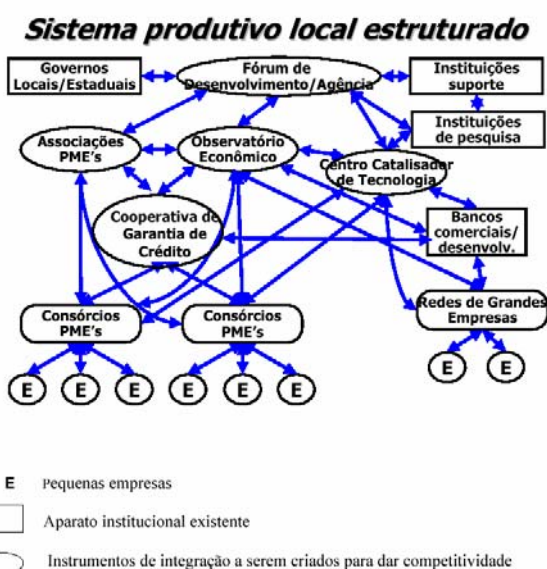 Sistema produtivo local estruturado
Governos
Locais/Estaduais
Fórum de
Desenvolvimento/Agência
Instituições
suporte
Instituições
de pesquisa
Associações
PME's
Observatório
Econômico
Centro Catalisador
de Tecnologia
Cooperativa de
Garantia de
Crédito
Bancos
comerciais/
desenvolv.
Consórcios
PME's
Consórcios
PME's
Redes de Grandes
Empresas
E E
E E E E E E
E Pequenas empresas
Aparato institucional existente
Instrumentos de integração a serem criados para dar competitividade